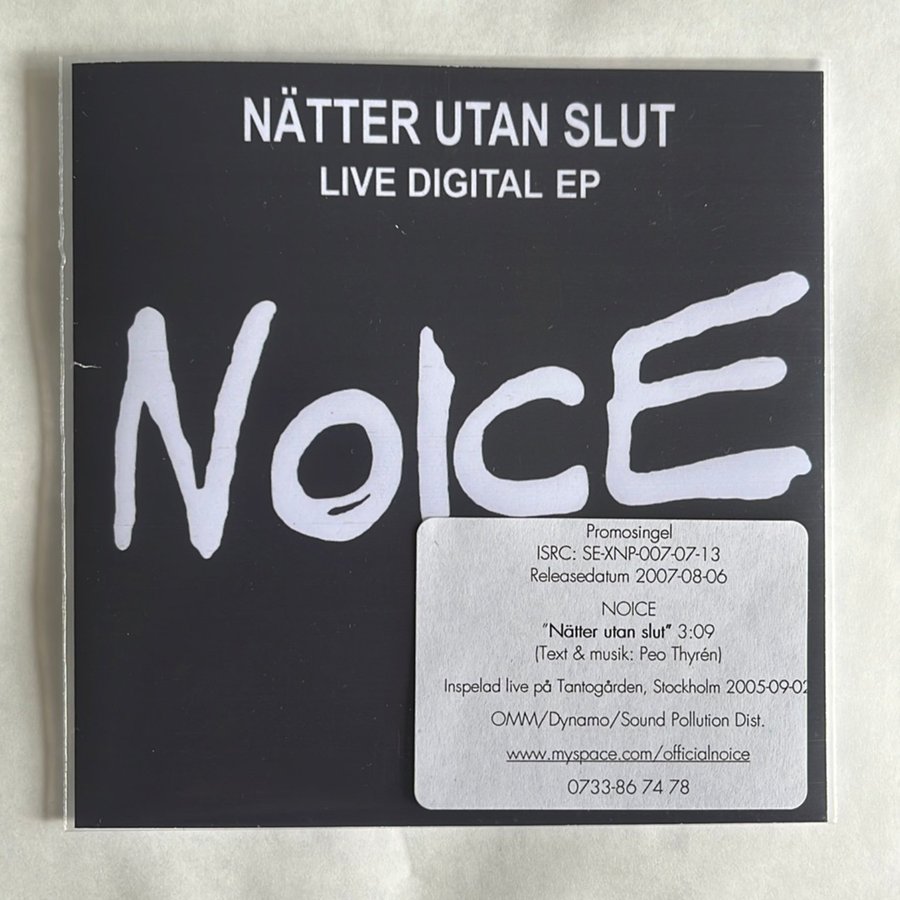 NÄTTER UTAN SLUT
LIVE DIGITAL EP
NOICE
Promosingel
ISRC: SE-XNP-007-07-13
Releasedatum 2007-08-06
NOICE
"Nätter utan slut" 3:09
(Text & musik: Peo Thyrén)
Inspelad live på Tantogården, Stockholm 2005-09-02
OMM/Dynamo/Sound Pollution Dist.
www.myspace.com/officialnoice
0733-86 74 78